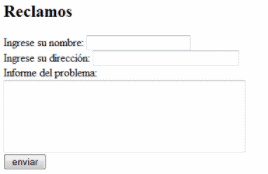 Reclamos
Ingrese su nombre:
Ingrese su dirección:
Informe del problema:
enviar